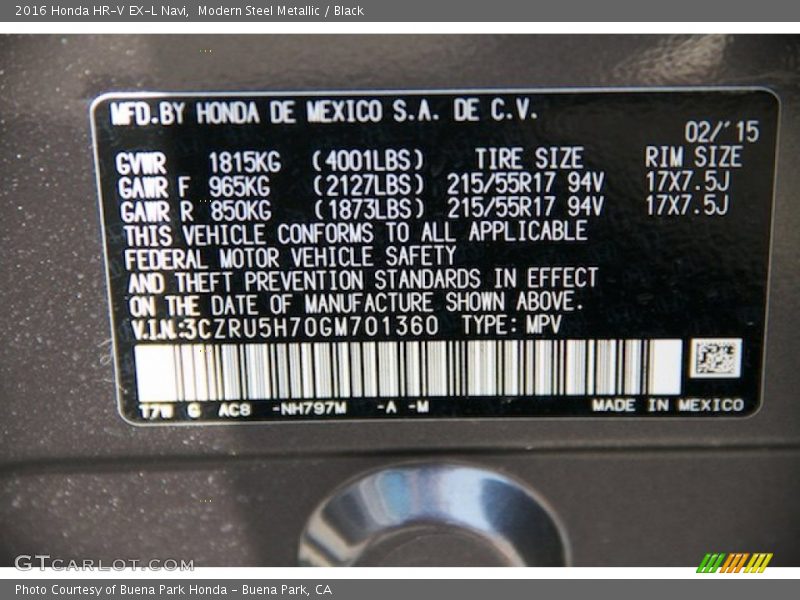 2016 Honda HR-V EX-L Navi,  Modern Steel Metallic / Black
MFD.BY HONDA DE MEXICO S.A. DE C.V.
02/'15
GVWR 1815KG (4001LBS) TIRE SIZE RIM SIZE
GAWR F 965KG (2127LBS) 215/55R17 94V 17X7.5J
GAWR R 850KG (1873LBS) 215/55R17 94V 17X7.5J
THIS VEHICLE CONFORMS TO ALL APPLICABLE
FEDERAL MOTOR VEHICLE SAFETY
AND THEFT PREVENTION STANDARDS IN EFFECT
ON THE DATE OF MANUFACTURE SHOWN ABOVE.
V.I.N:3CZRU5H70GM701360 TYPE: MPV
T7W G AC8 -NH797M -A -M MADE IN MEXICO
GTCARLOT.COM
Photo Courtesy of Buena Park Honda - Buena Park, CA